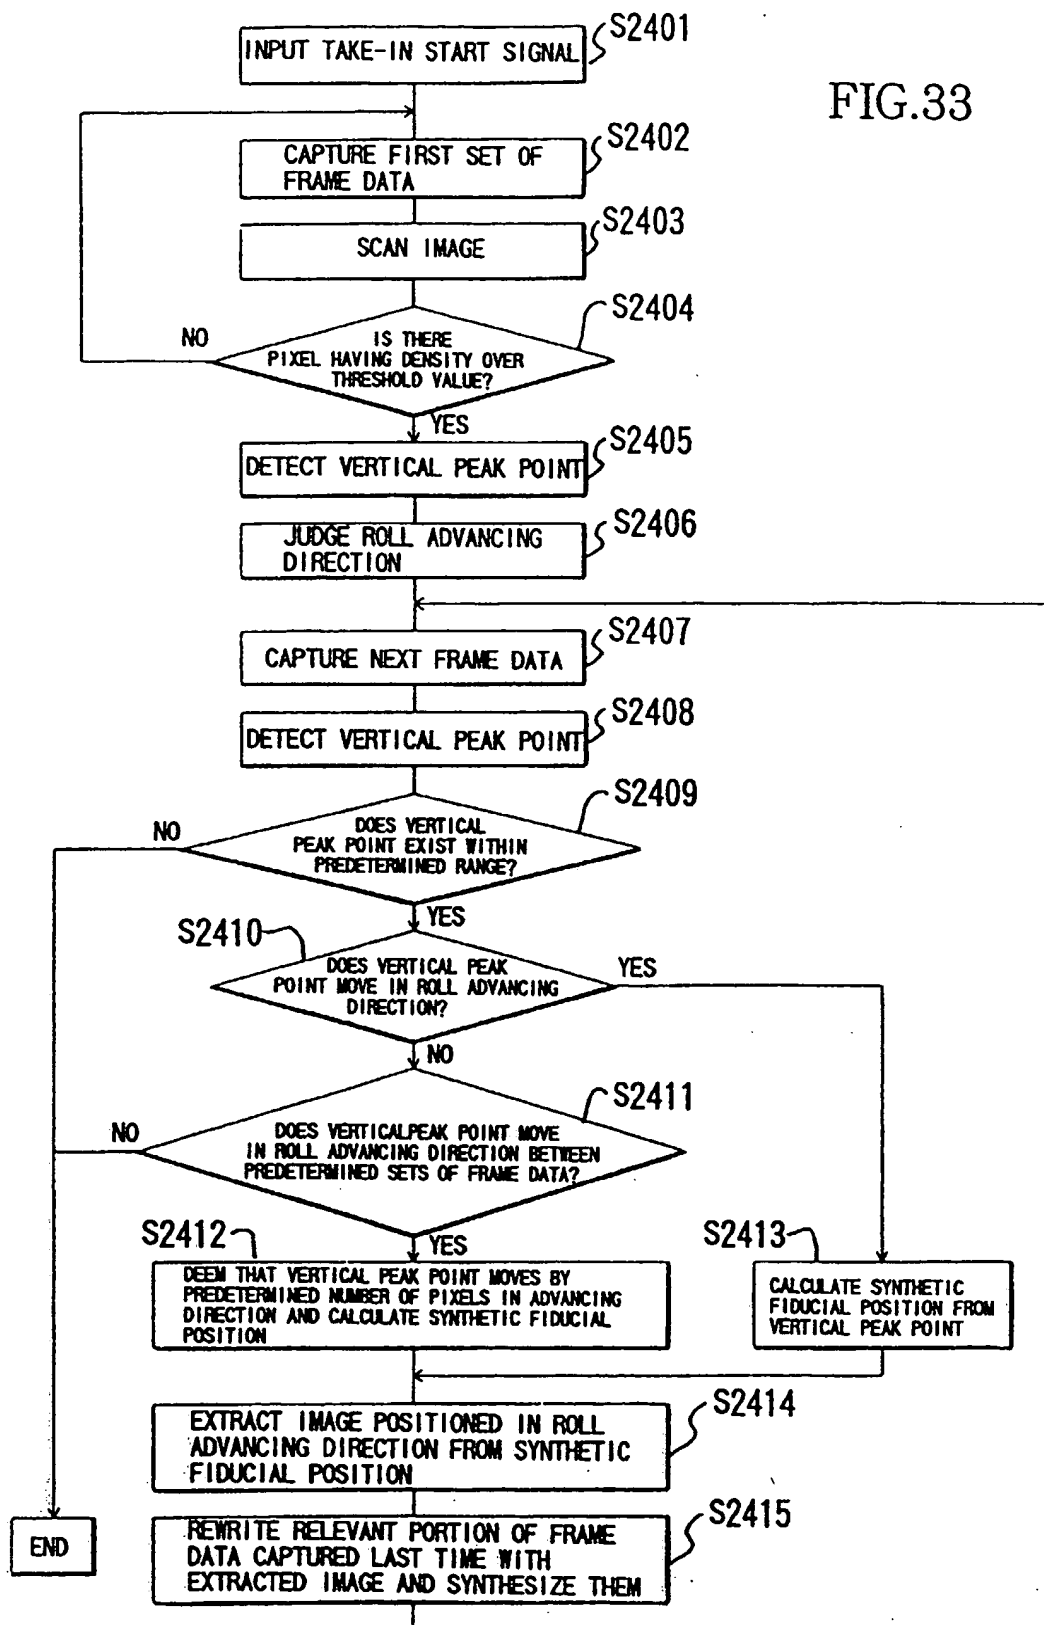 S2401
INPUT TAKE-IN START SIGNAL
FIG.33
S2402
CAPTURE FIRST SET OF
FRAME DATA
S2403
SCAN IMAGE
S2404
NO
IS THERE
PIXEL HAVING DENSITY OVER
THRESHOLD VALUE?
YES
S2405
DETECT VERTICAL PEAK POINT
S2406
JUDGE ROLL ADVANCING
DIRECTION
S2407
CAPTURE NEXT FRAME DATA
S2408
DETECT VERTICAL PEAK POINT
S2409
NO
DOES VERTICAL
PEAK POINT EXIST WITHIN
PREDETERMINED RANGE?
YES
S2410
DOES VERTICAL PEAK
POINT MOVE IN ROLL ADVANCING
DIRECTION?
YES
NO
S2411
NO
DOES VERTICALPEAK POINT MOVE
IN ROLL ADVANCING DIRECTION BETWEEN
PREDETERMINED SETS OF FRAME DATA?
YES
S2412
DEEM THAT VERTICAL PEAK POINT MOVES BY
PREDETERMINED NUMBER OF PIXELS IN ADVANCING
DIRECTION AND CALCULATE SYNTHETIC FIDUCIAL
POSITION
S2413
CALCULATE SYNTHETIC
FIDUCIAL POSITION FROM
VERTICAL PEAK POINT
S2414
EXTRACT IMAGE POSITIONED IN ROLL
ADVANCING DIRECTION FROM SYNTHETIC
FIDUCIAL POSITION
S2415
REWRITE RELEVANT PORTION OF FRAME
DATA CAPTURED LAST TIME WITH
EXTRACTED IMAGE AND SYNTHESIZE THEM
END